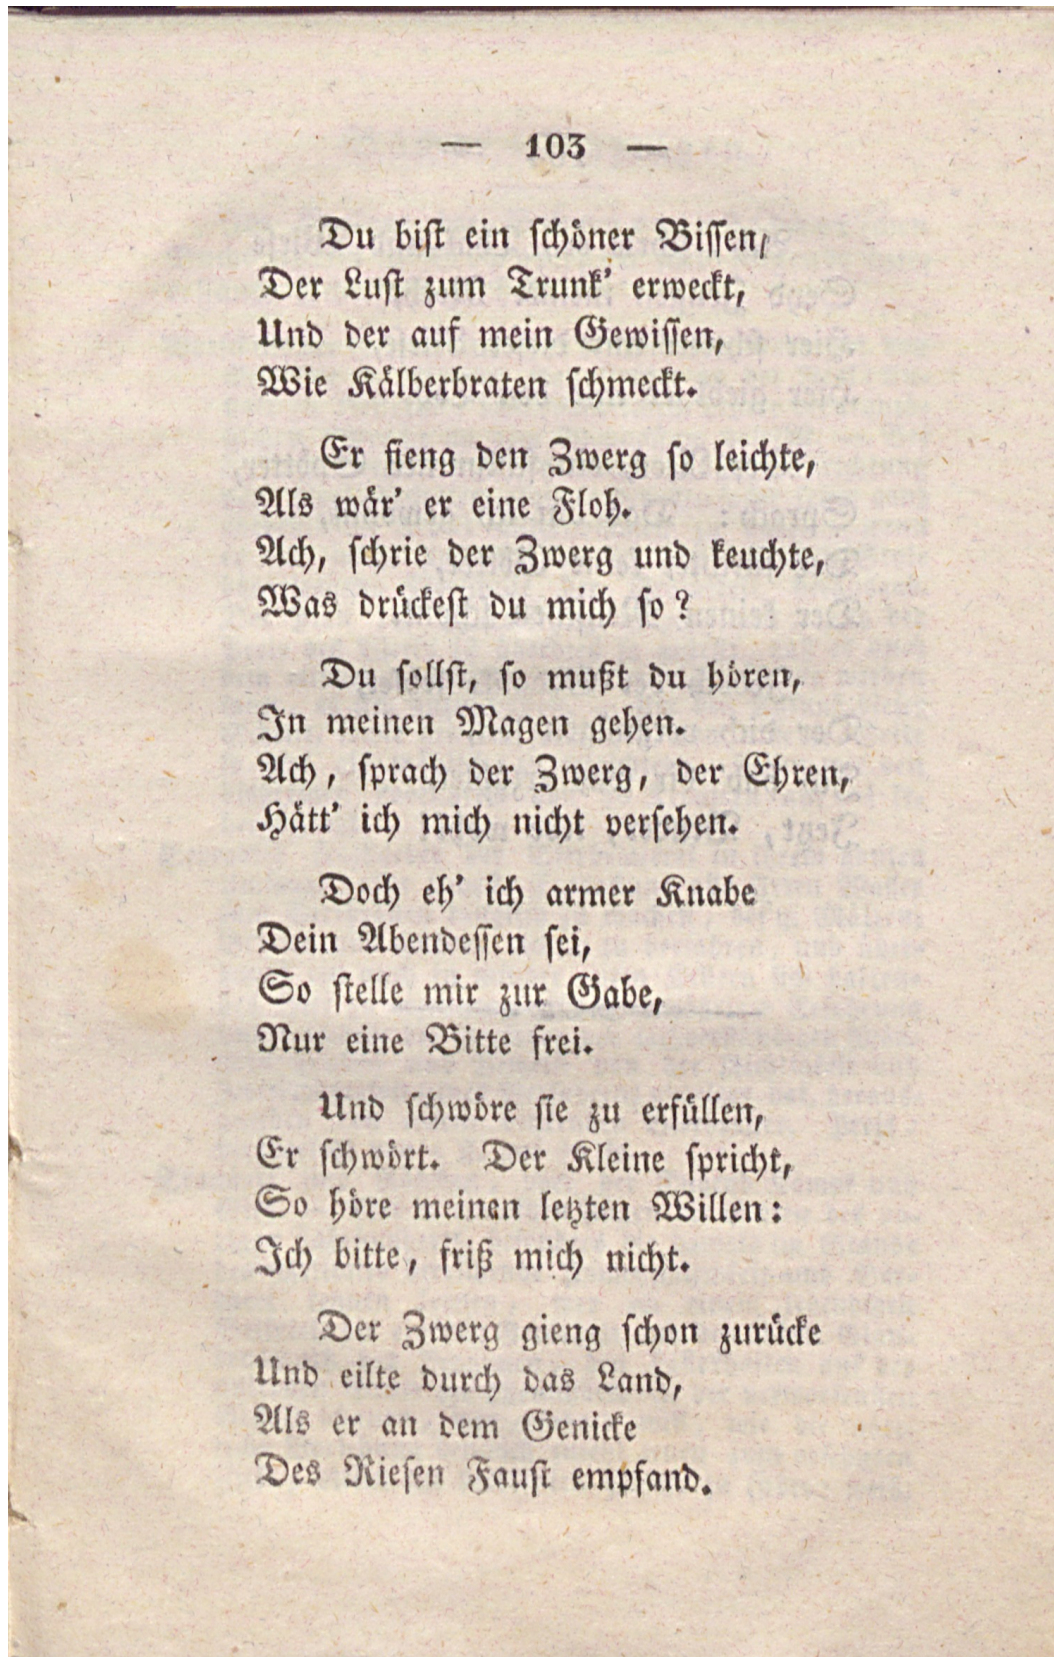 — 103 —
Du bist ein schöner Bissen,
Der Lust zum Trunk' erweckt,
Und der auf mein Gewissen,
Wie Kälberbraten schmeckt.
Er fieng den Zwerg so leichte,
Als wär' er eine Floh.
Ach, schrie der Zwerg und keuchte,
Was drückest du mich so?
Du sollst, so mußt du hören,
In meinen Magen gehen.
Ach, sprach der Zwerg, der Ehren,
Hätt' ich mich nicht versehen.
Doch eh' ich armer Knabe
Dein Abendessen sei,
So stelle mir zur Gabe,
Nur eine Bitte frei.
Und schwöre sie zu erfüllen,
Er schwört. Der Kleine spricht,
So höre meinen letzten Willen:
Ich bitte, friß mich nicht.
Der Zwerg gieng schon zurücke
Und eilte durch das Land,
Als er an dem Genicke
Des Riesen Faust empfand.